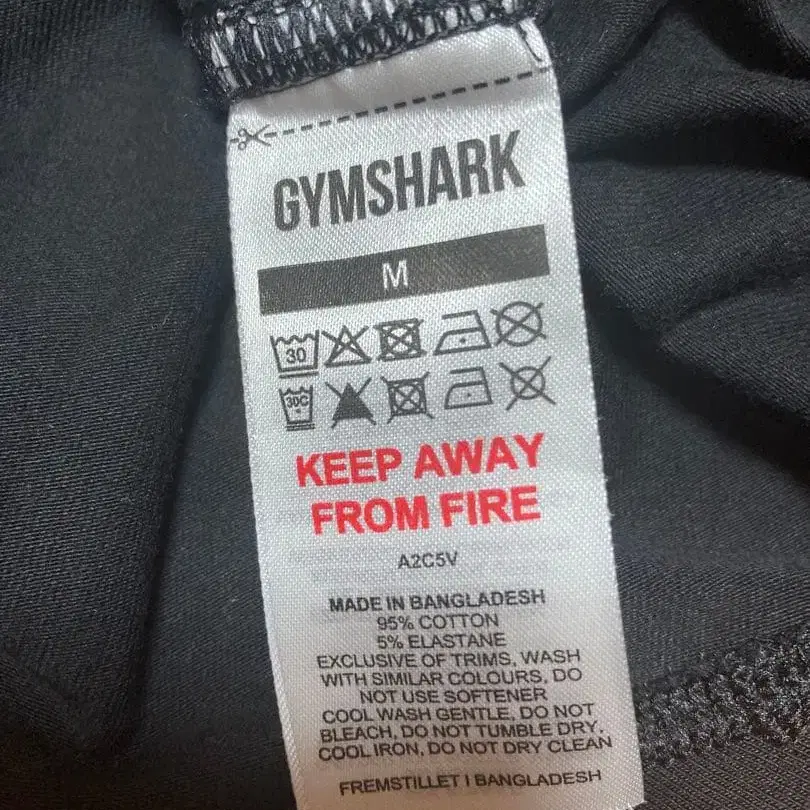 GYMSHARK
M
30
30C
KEEP AWAY
FROM FIRE
A2C5V
MADE IN BANGLADESH
95% COTTON
5% ELASTANE
EXCLUSIVE OF TRIMS, WASH
WITH SIMILAR COLOURS, DO
NOT USE SOFTENER
COOL WASH GENTLE, DO NOT
BLEACH, DO NOT TUMBLE DRY,
COOL IRON, DO NOT DRY CLEAN
FREMSTILLET I BANGLADESH